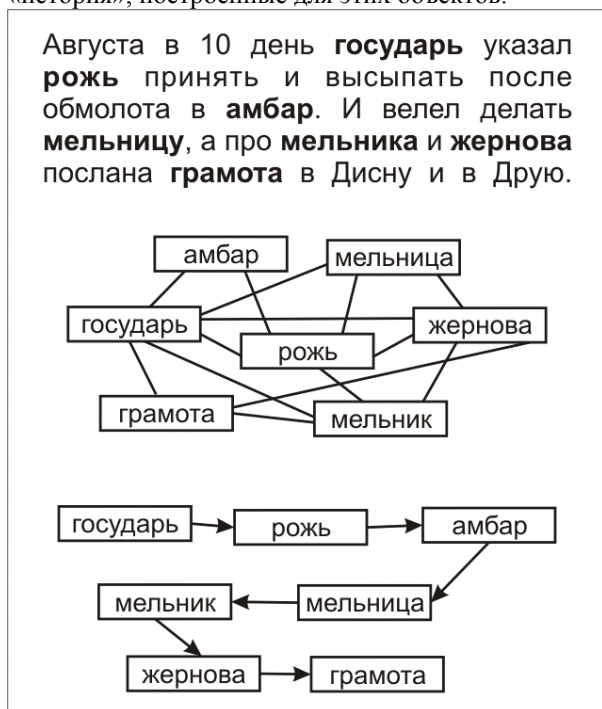 «история», построенные для этих объектов.
Августа в 10 день государь указал
рожь принять и высыпать после
обмолота в амбар. И велел делать
мельницу, а про мельника и жернова
послана грамота в Дисну и в Друю.
амбар
мельница
государь
жернова
рожь
грамота
мельник
государь
рожь
амбар
мельник
мельница
жернова
грамота